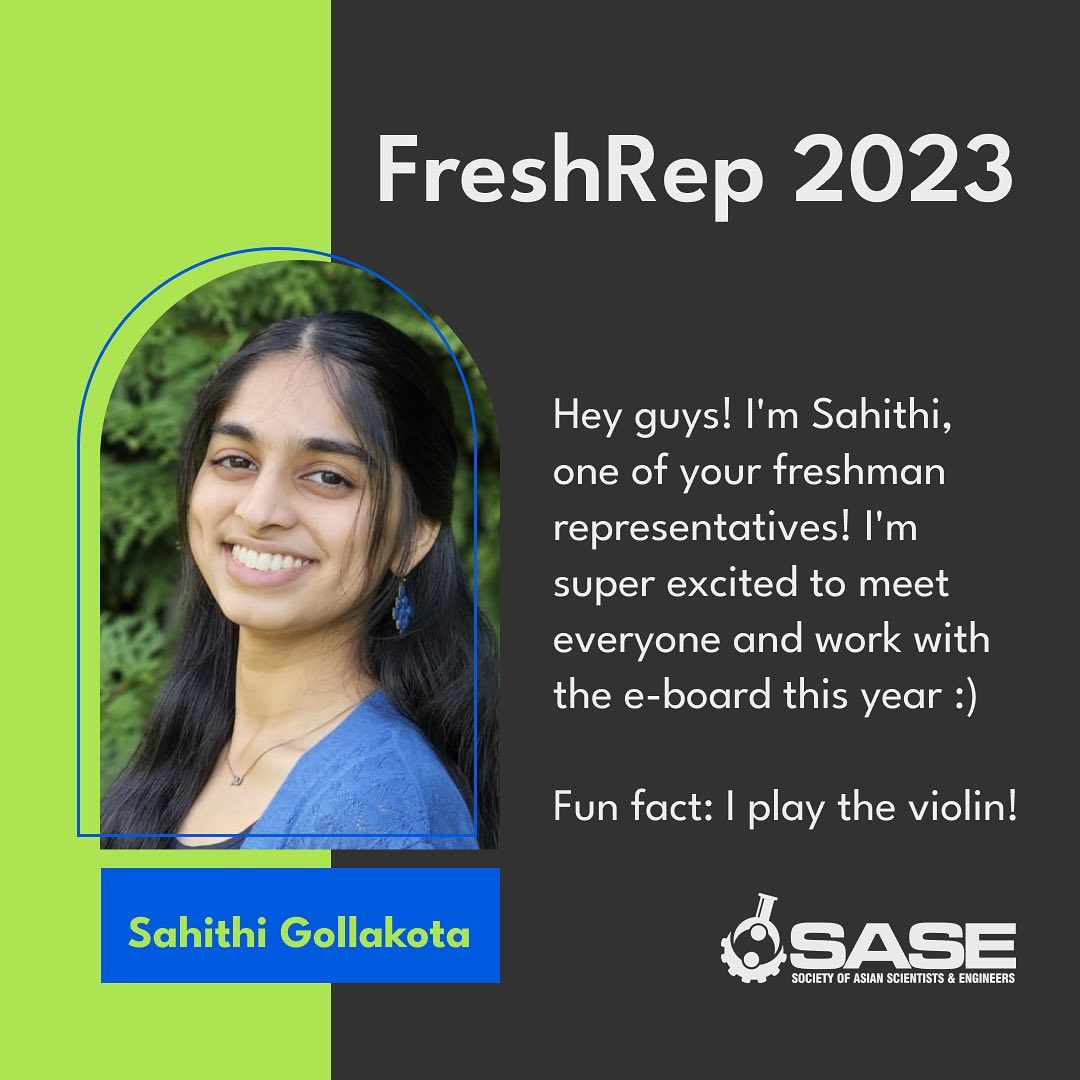 FreshRep 2023
Hey guys! I'm Sahithi,
one of your freshman
representatives! I'm
super excited to meet
everyone and work with
the e-board this year :)
Fun fact: I play the violin!
Sahithi Gollakota
SASE
SOCIETY OF ASIAN SCIENTISTS & ENGINEERS